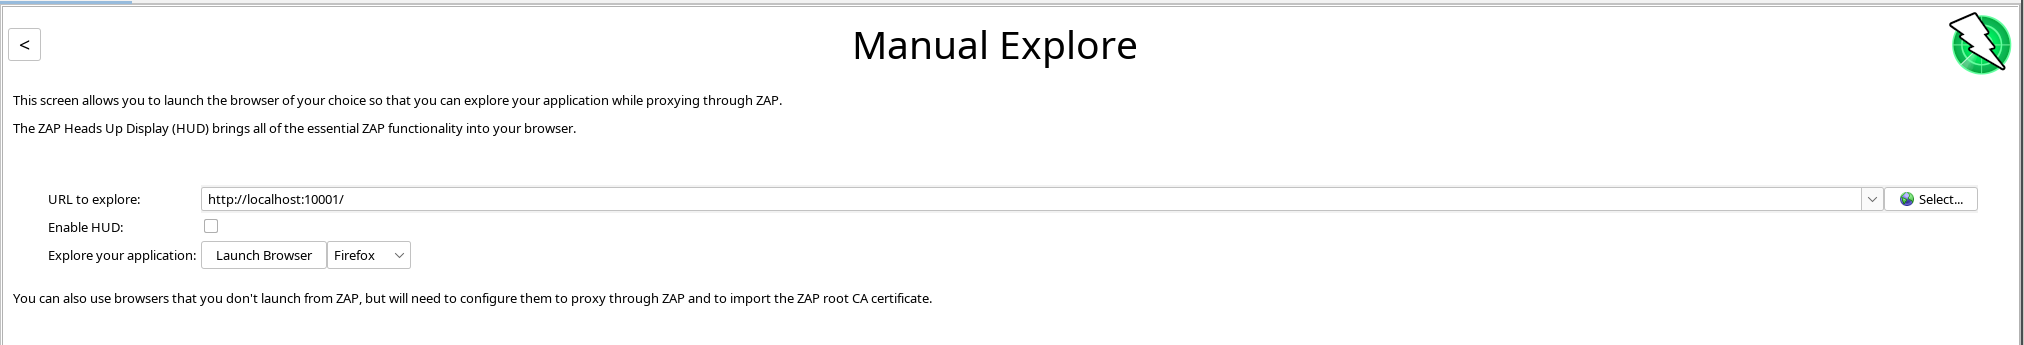 <
Manual Explore
This screen allows you to launch the browser of your choice so that you can explore your application while proxying through ZAP.
The ZAP Heads Up Display (HUD) brings all of the essential ZAP functionality into your browser.
URL to explore: http://localhost:10001/ Select...
Enable HUD:
Explore your application: Launch Browser Firefox
You can also use browsers that you don't launch from ZAP, but will need to configure them to proxy through ZAP and to import the ZAP root CA certificate.